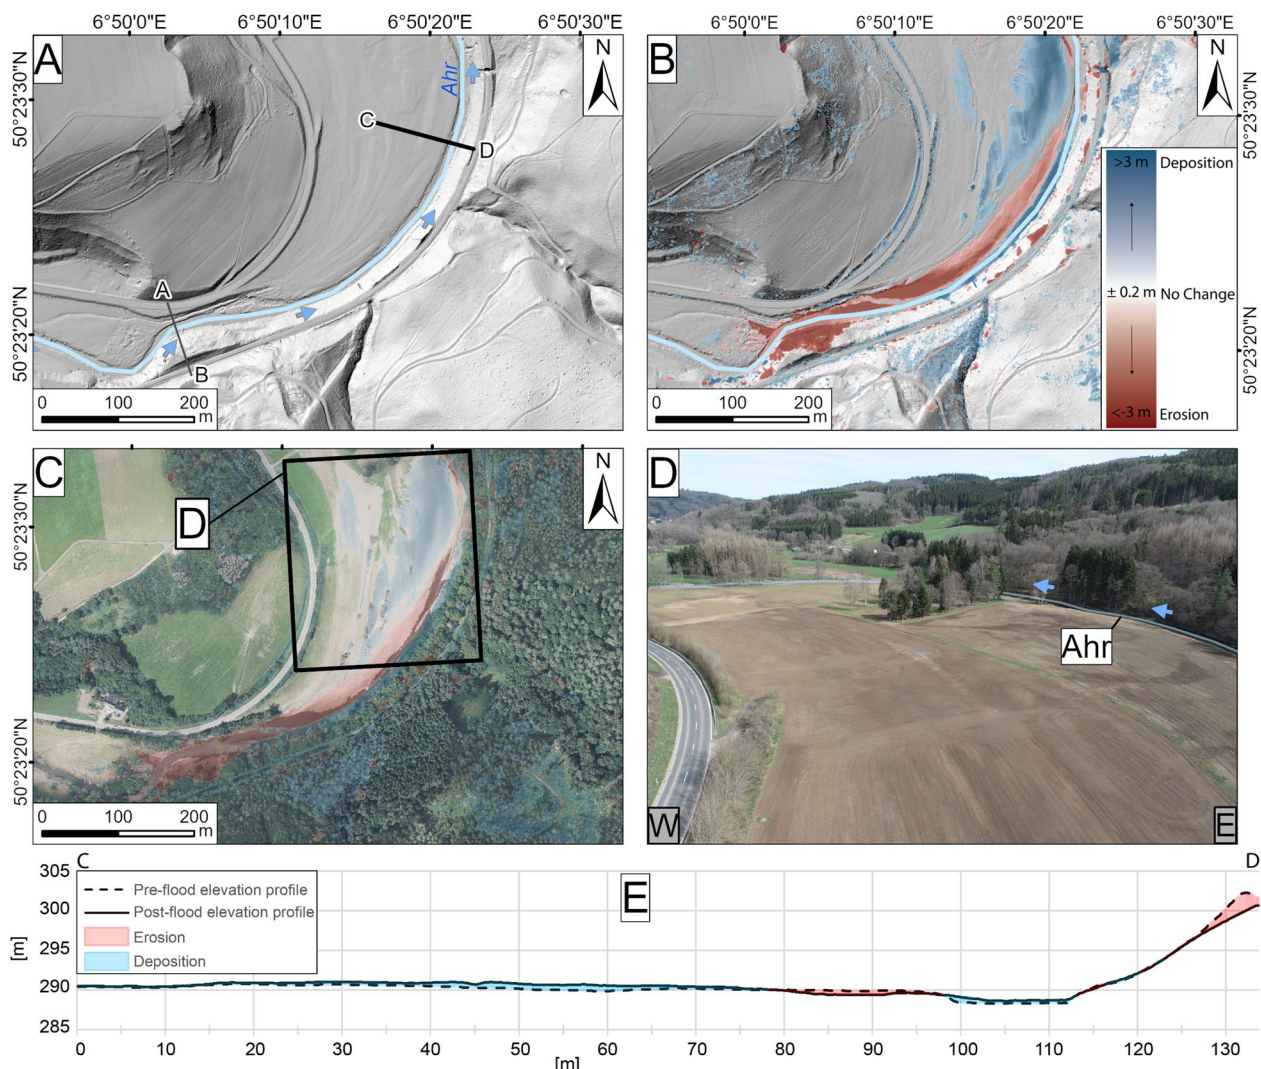 6°50'0"E 6°50'10"E 6°50'20"E 6°50'30"E
6°50'0"E 6°50'10"E 6°50'20"E 6°50'30"E
A
N
Ahr
C
D
A
B
50°23'30"N
50°23'20"N
0 100 200
m
B
N
50°23'30"N
50°23'20"N
>3 m Deposition
± 0.2 m No Change
<-3 m Erosion
0 100 200
m
C
D
N
50°23'30"N
50°23'20"N
0 100 200
m
D
Ahr
W
E
C
D
E
305
300
295
290
285
[m]
Pre-flood elevation profile
Post-flood elevation profile
Erosion
Deposition
0 10 20 30 40 50 60 70 80 90 100 110 120 130
[m]